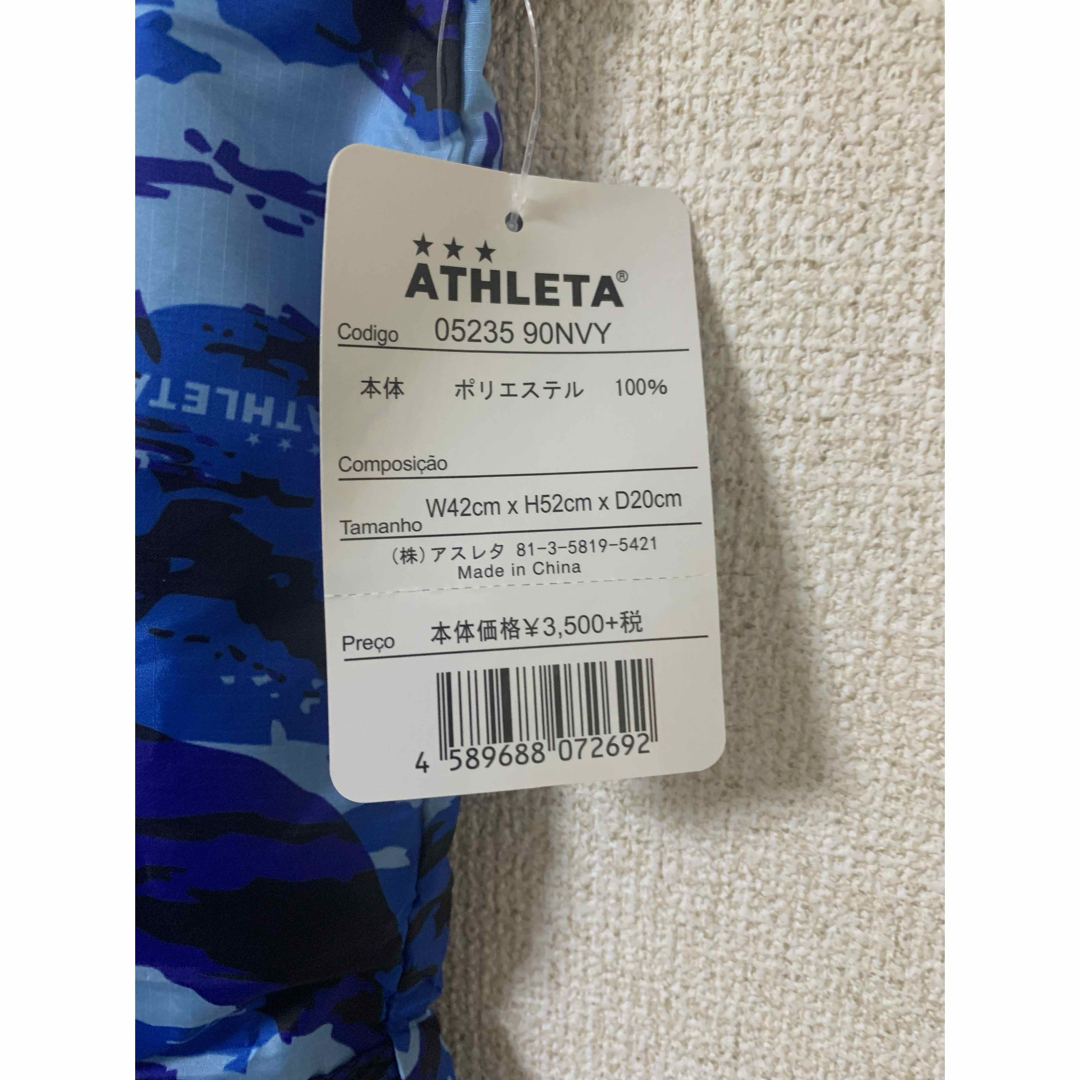 ★★★
ATHLETA®
Codigo 05235 90NVY
本体 ポリエステル 100%
Composição
Tamanho W42cm x H52cm x D20cm
(株)アスレタ 81-3-5819-5421
Made in China
Preço 本体価格¥3,500+税
4 589688 072692
ATHLETA
★★★